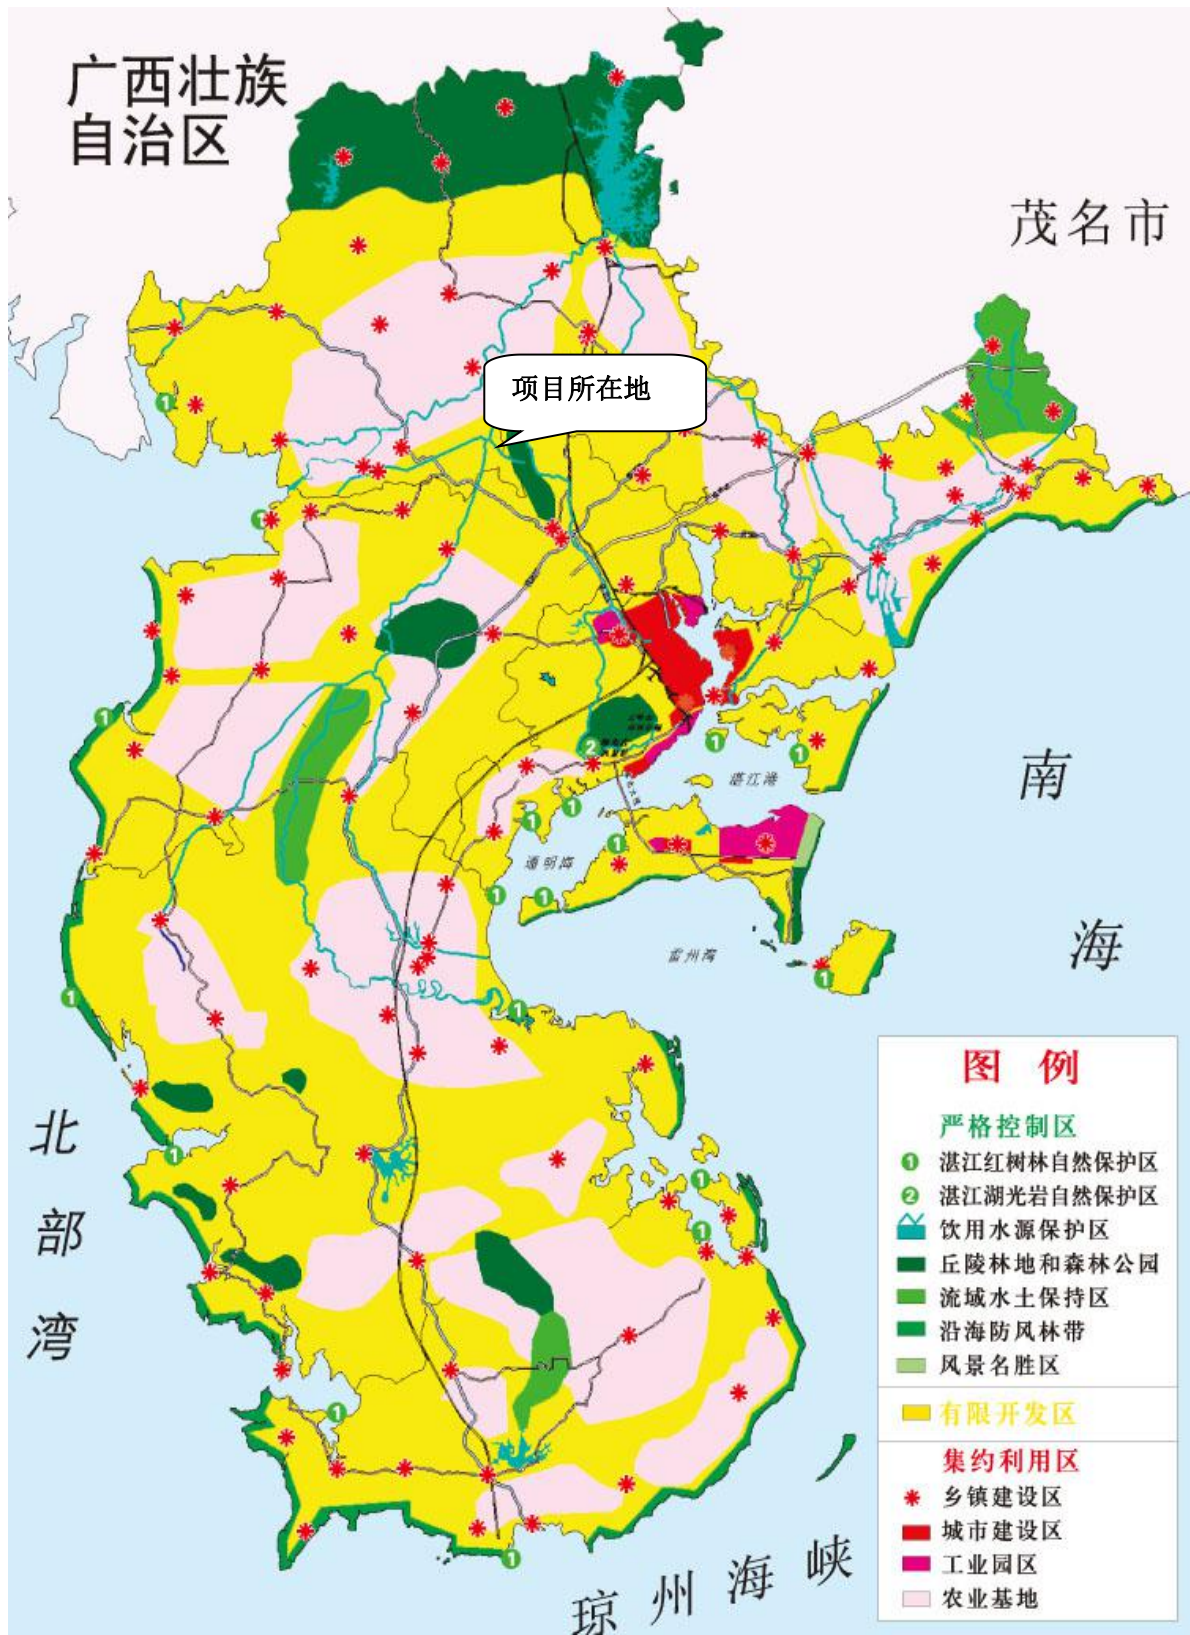 广西壮族
自治区
茂名市
项目所在地
湛江港
通明海
雷州湾
南
海
北
部
湾
琼州海峡
图 例
严格控制区
1 湛江红树林自然保护区
2 湛江湖光岩自然保护区
饮用水源保护区
丘陵林地和森林公园
流域水土保持区
沿海防风林带
风景名胜区
有限开发区
集约利用区
乡镇建设区
城市建设区
工业园区
农业基地